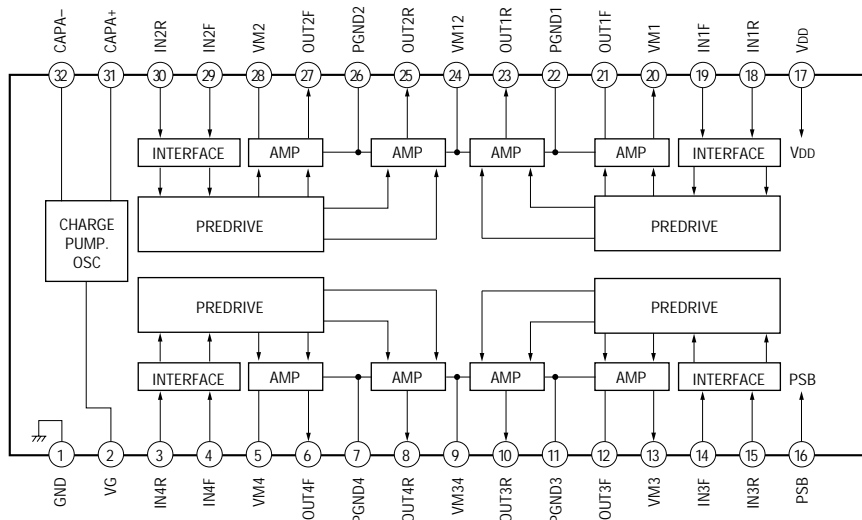 CAPA–
CAPA+
IN2R
IN2F
VM2
OUT2F
PGND2
OUT2R
VM12
OUT1R
PGND1
OUT1F
VM1
IN1F
IN1R
VDD
32 31 30 29 28 27 26 25 24 23 22 21 20 19 18 17
INTERFACE AMP AMP AMP AMP INTERFACE VDD
PREDRIVE PREDRIVE
CHARGE
PUMP.
OSC
PREDRIVE PREDRIVE
INTERFACE AMP AMP AMP AMP INTERFACE PSB
1 2 3 4 5 6 7 8 9 10 11 12 13 14 15 16
GND
VG
IN4R
IN4F
VM4
OUT4F
PGND4
OUT4R
VM34
OUT3R
PGND3
OUT3F
VM3
IN3F
IN3R
PSB